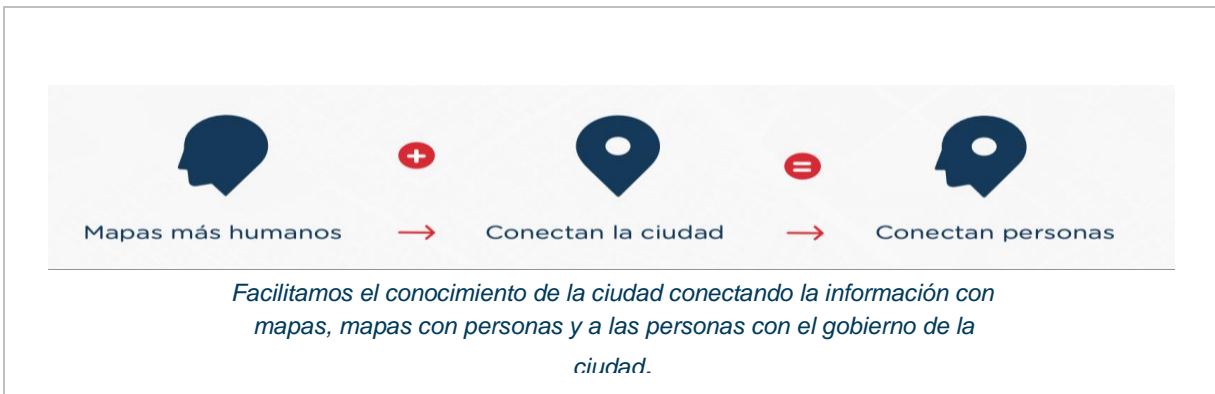 Mapas más humanos → Conectan la ciudad → Conectan personas
Facilitamos el conocimiento de la ciudad conectando la información con
mapas, mapas con personas y a las personas con el gobierno de la
ciudad.